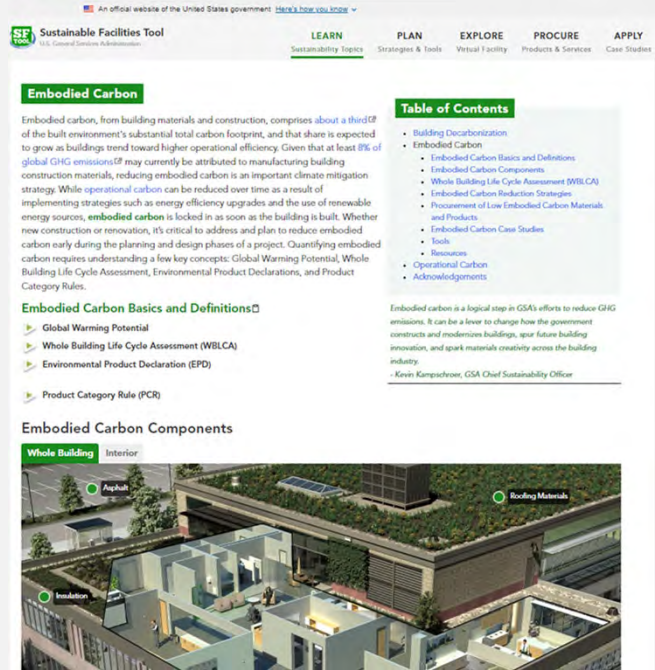 An official website of the United States government Here's how you know
SF TOOL
Sustainable Facilities Tool
U.S. General Services Administration
LEARN
Sustainability Topics
PLAN
Strategies & Tools
EXPLORE
Virtual Facility
PROCURE
Products & Services
APPLY
Case Studies
Embodied Carbon
Embodied carbon, from building materials and construction, comprises about a third
of the built environment's substantial total carbon footprint, and that share is expected
to grow as buildings trend toward higher operational efficiency. Given that at least 8% of
global GHG emissions may currently be attributed to manufacturing building
construction materials, reducing embodied carbon is an important climate mitigation
strategy. While operational carbon can be reduced over time as a result of
implementing strategies such as energy efficiency upgrades and the use of renewable
energy sources, embodied carbon is locked in as soon as the building is built. Whether
new construction or renovation, it's critical to address and plan to reduce embodied
carbon early during the planning and design phases of a project. Quantifying embodied
carbon requires understanding a few key concepts: Global Warming Potential, Whole
Building Life Cycle Assessment, Environmental Product Declarations, and Product
Category Rules.
Embodied Carbon Basics and Definitions
Global Warming Potential
Whole Building Life Cycle Assessment (WBLCA)
Environmental Product Declaration (EPD)
Product Category Rule (PCR)
Table of Contents
Building Decarbonization
Embodied Carbon
Embodied Carbon Basics and Definitions
Embodied Carbon Components
Whole Building Life Cycle Assessment (WBLCA)
Embodied Carbon Reduction Strategies
Procurement of Low Embodied Carbon Materials
and Products
Embodied Carbon Case Studies
Tools
Resources
Operational Carbon
Acknowledgements
Embodied carbon is a logical step in GSA's efforts to reduce GHG
emissions. It can be a lever to change how the government
constructs and modernizes buildings, spur future building
innovation, and spark materials creativity across the building
industry.
- Kevin Kampschroer, GSA Chief Sustainability Officer
Embodied Carbon Components
Whole Building
Interior
Asphalt
Roofing Materials
Insulation